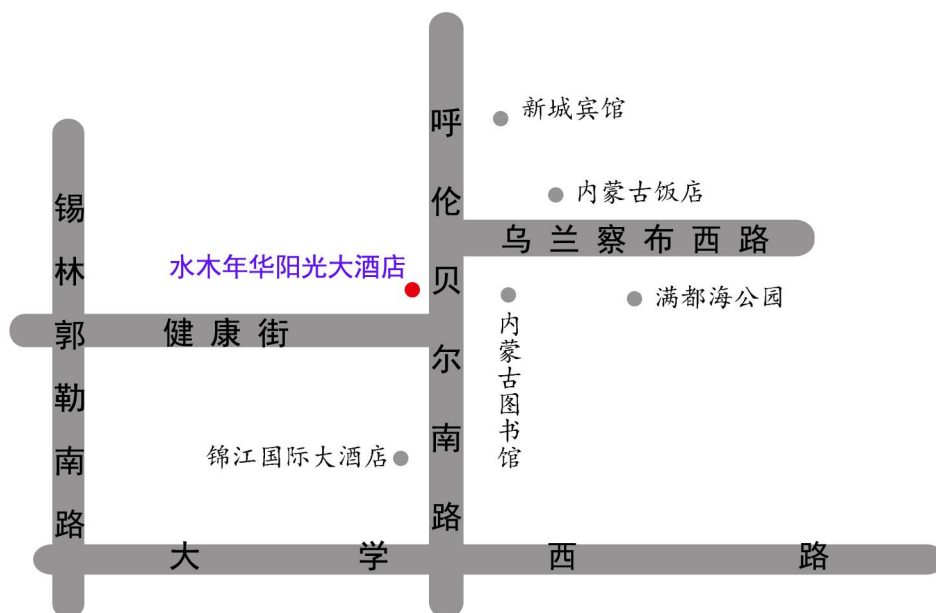 新城宾馆
呼伦贝尔南路
内蒙古饭店
锡林郭勒南路
乌兰察布西路
水木年华阳光大酒店
满都海公园
健康街
内蒙古图书馆
锦江国际大酒店
大学西路